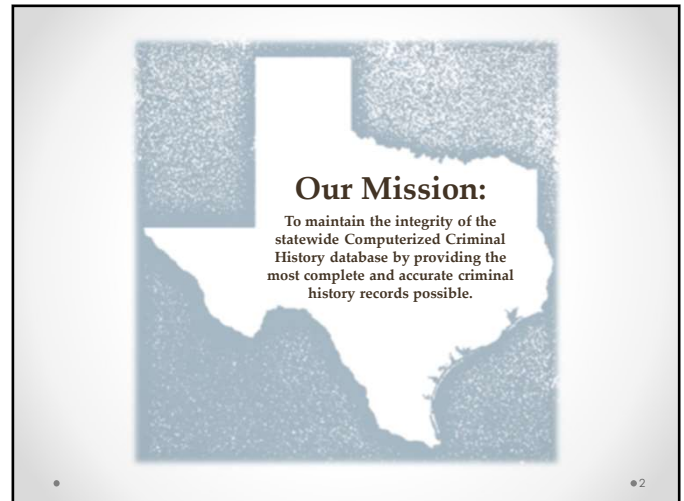 Our Mission:
To maintain the integrity of the
statewide Computerized Criminal
History database by providing the
most complete and accurate criminal
history records possible.
2